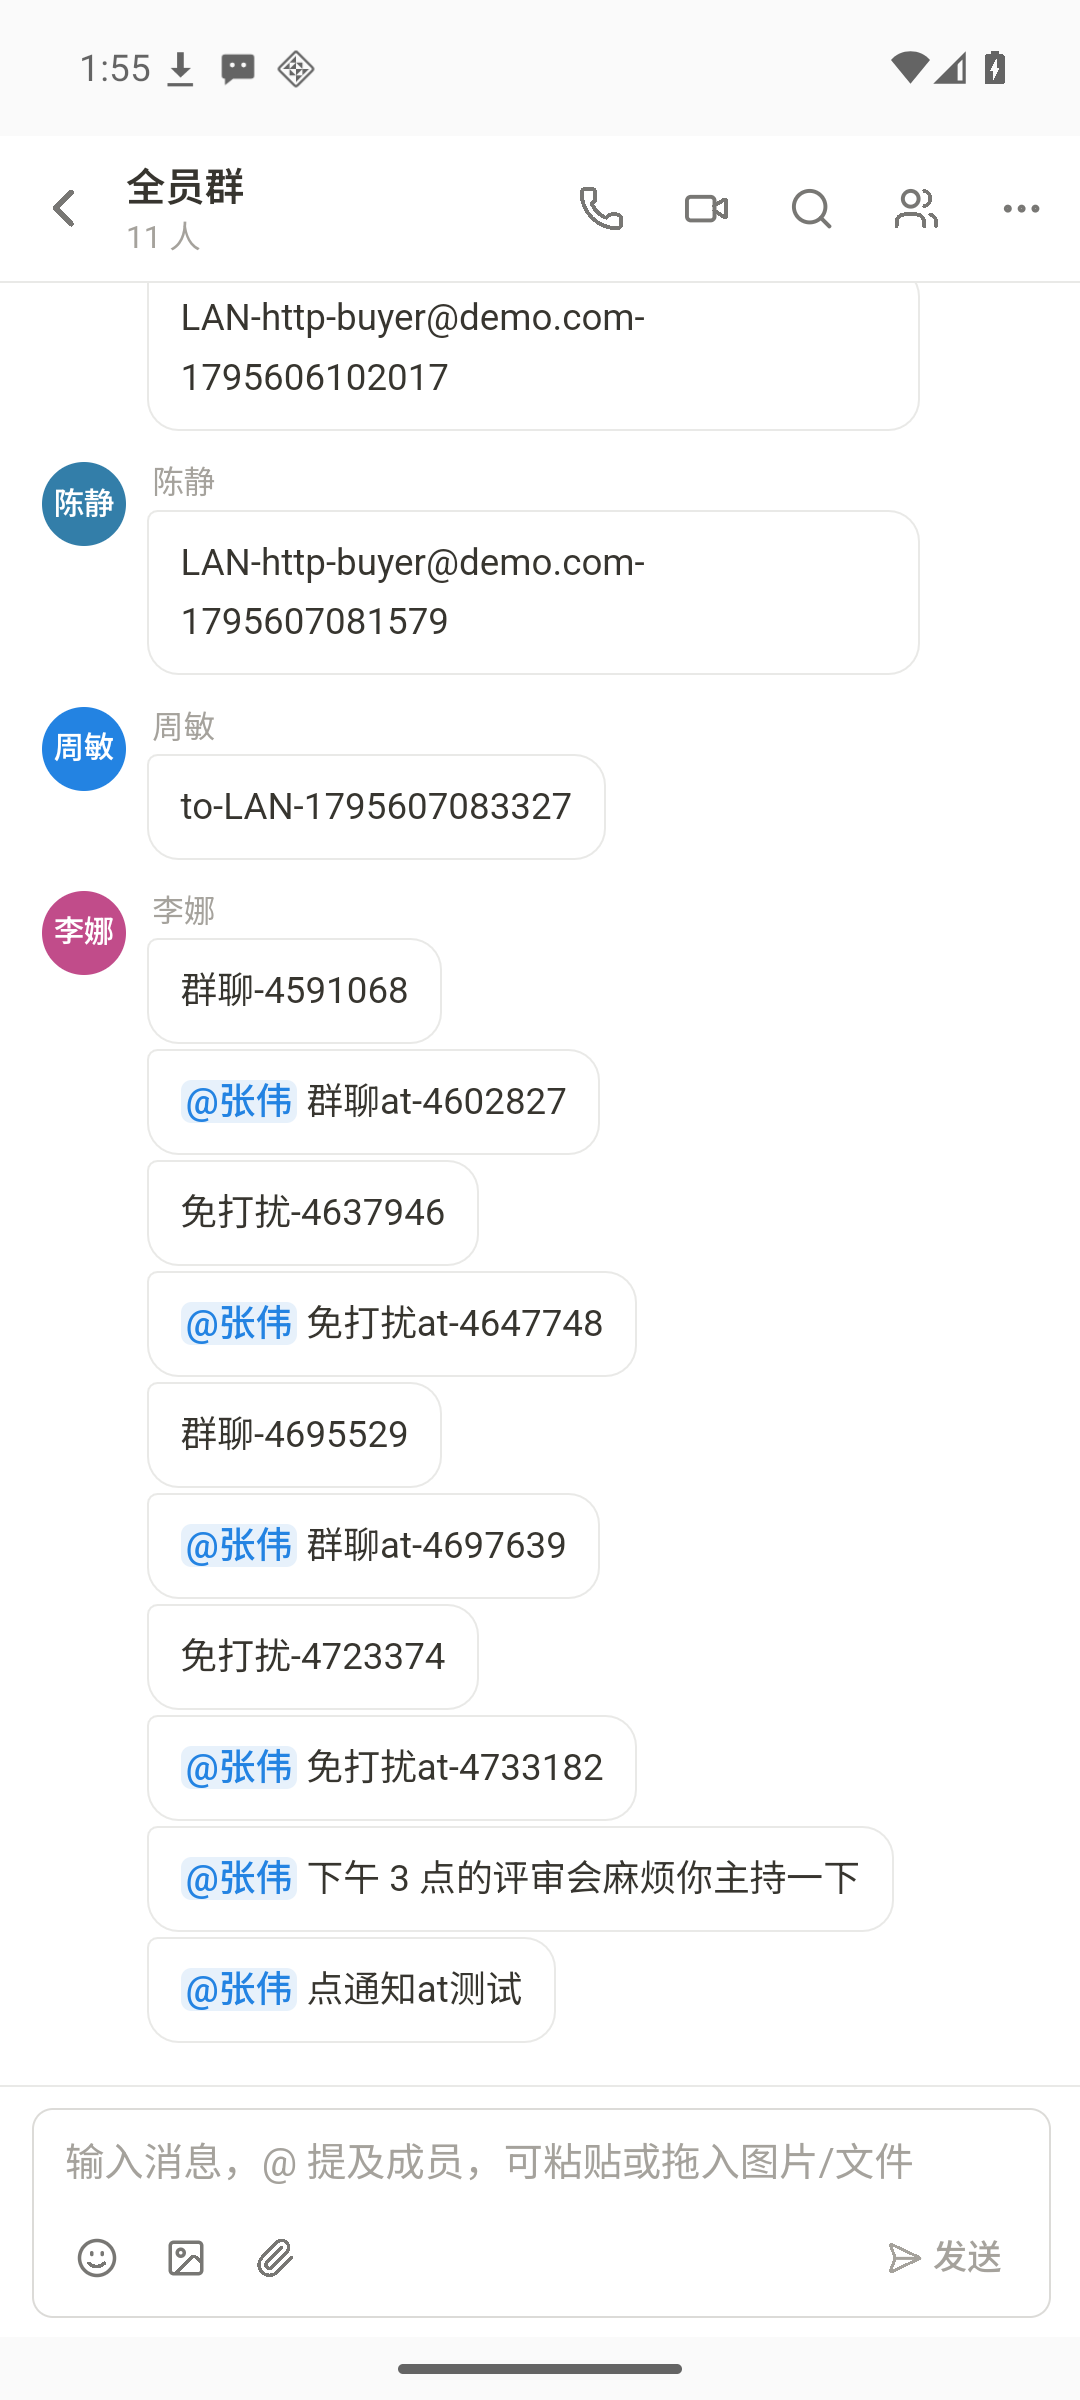 1:55
全员群
11 人
LAN-http-buyer@demo.com-
1795606102017
陈静
陈静
LAN-http-buyer@demo.com-
1795607081579
周敏
周敏
to-LAN-1795607083327
李娜
李娜
群聊-4591068
@张伟 群聊at-4602827
免打扰-4637946
@张伟 免打扰at-4647748
群聊-4695529
@张伟 群聊at-4697639
免打扰-4723374
@张伟 免打扰at-4733182
@张伟 下午 3 点的评审会麻烦你主持一下
@张伟 点通知at测试
输入消息，@ 提及成员，可粘贴或拖入图片/文件
发送